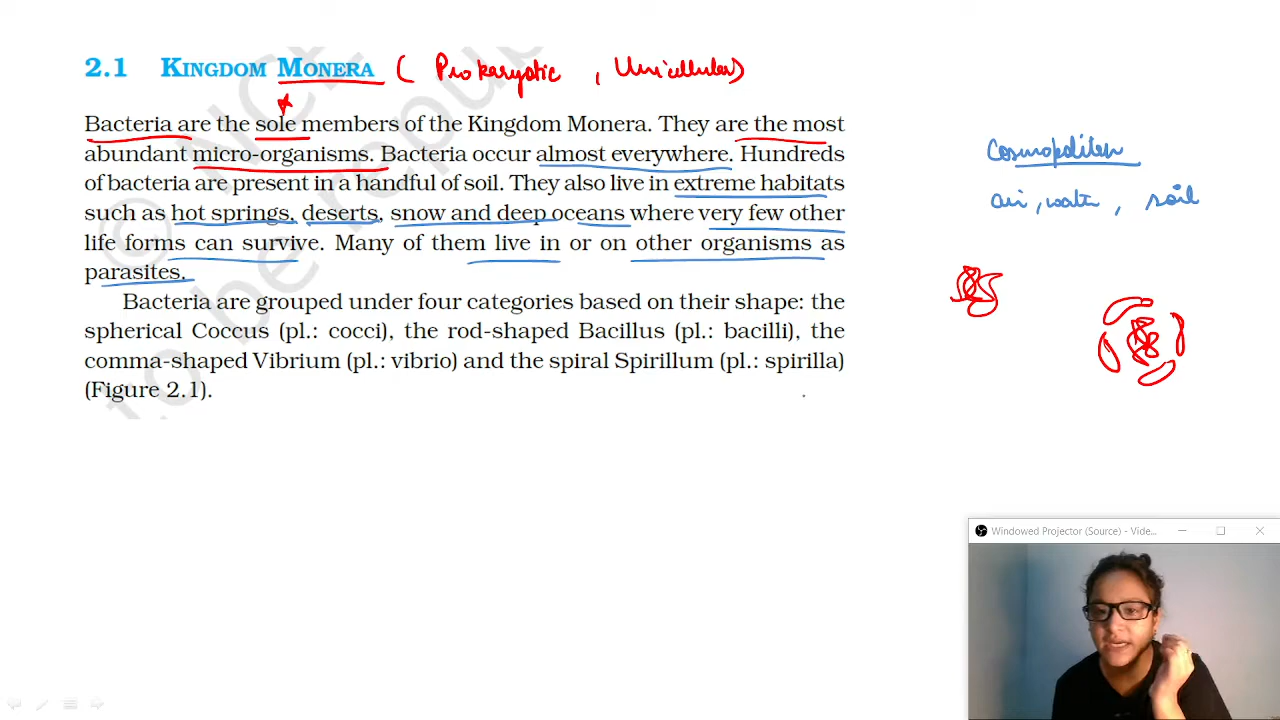 2.1 KINGDOM MONERA ( Prokaryotic , Unicellular)
Bacteria are the sole members of the Kingdom Monera. They are the most
abundant micro-organisms. Bacteria occur almost everywhere. Hundreds
of bacteria are present in a handful of soil. They also live in extreme habitats
such as hot springs, deserts, snow and deep oceans where very few other
life forms can survive. Many of them live in or on other organisms as
parasites.
Bacteria are grouped under four categories based on their shape: the
spherical Coccus (pl.: cocci), the rod-shaped Bacillus (pl.: bacilli), the
comma-shaped Vibrium (pl.: vibrio) and the spiral Spirillum (pl.: spirilla)
(Figure 2.1).
Cosmopoliten
air, water, soil
Windowed Projector (Source) - Vide...
© NCE
to be republ